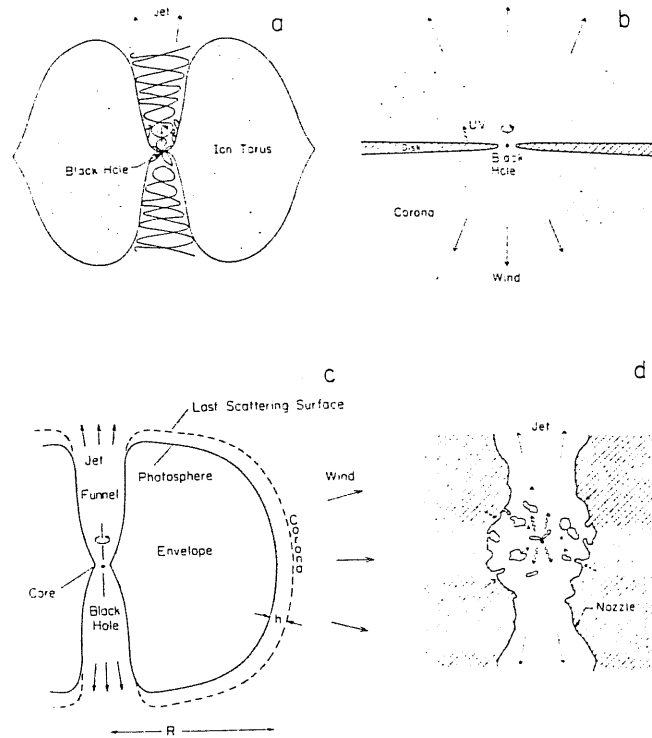 Jet
a
Black Hole
Ion Torus
b
UV
Disk
Black
Hole
Corona
Wind
c
Last Scattering Surface
Jet
Funnel
Photosphere
Wind
Corona
Envelope
Core
Black
Hole
h
R
d
Jet
Nozzle